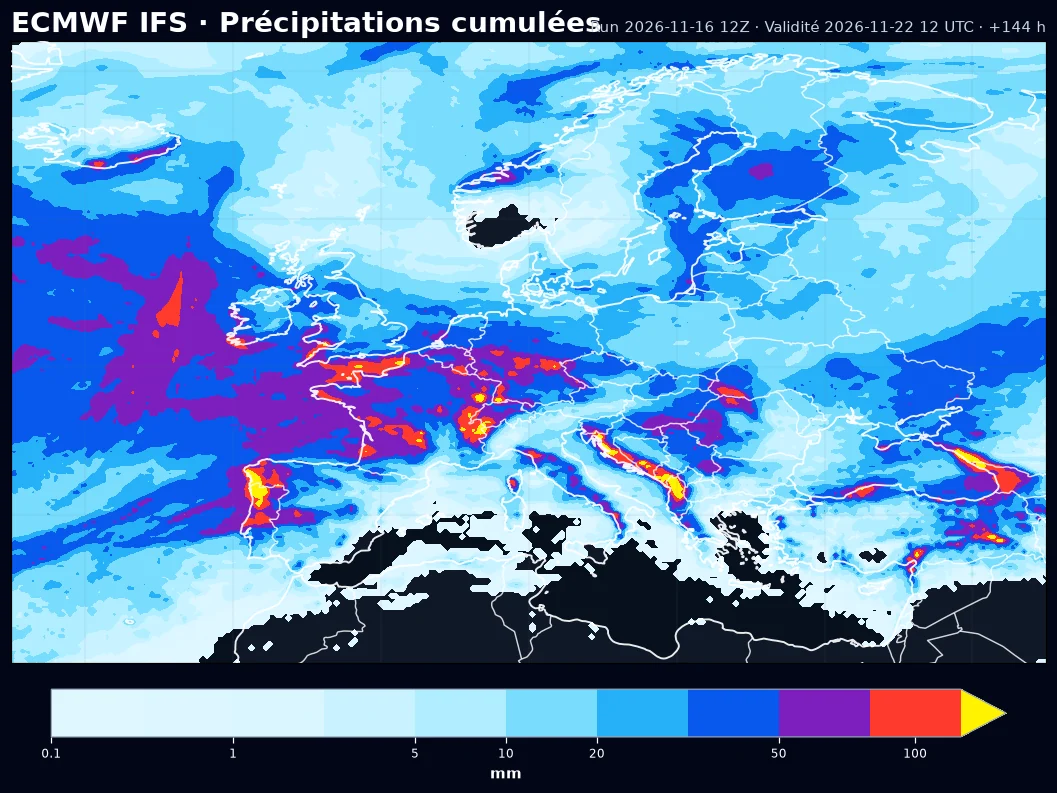 ECMWF IFS · Précipitations cumulées
Run 2026-11-16 12Z · Validité 2026-11-22 12 UTC · +144 h
0.1 1 5 10 20 50 100
mm